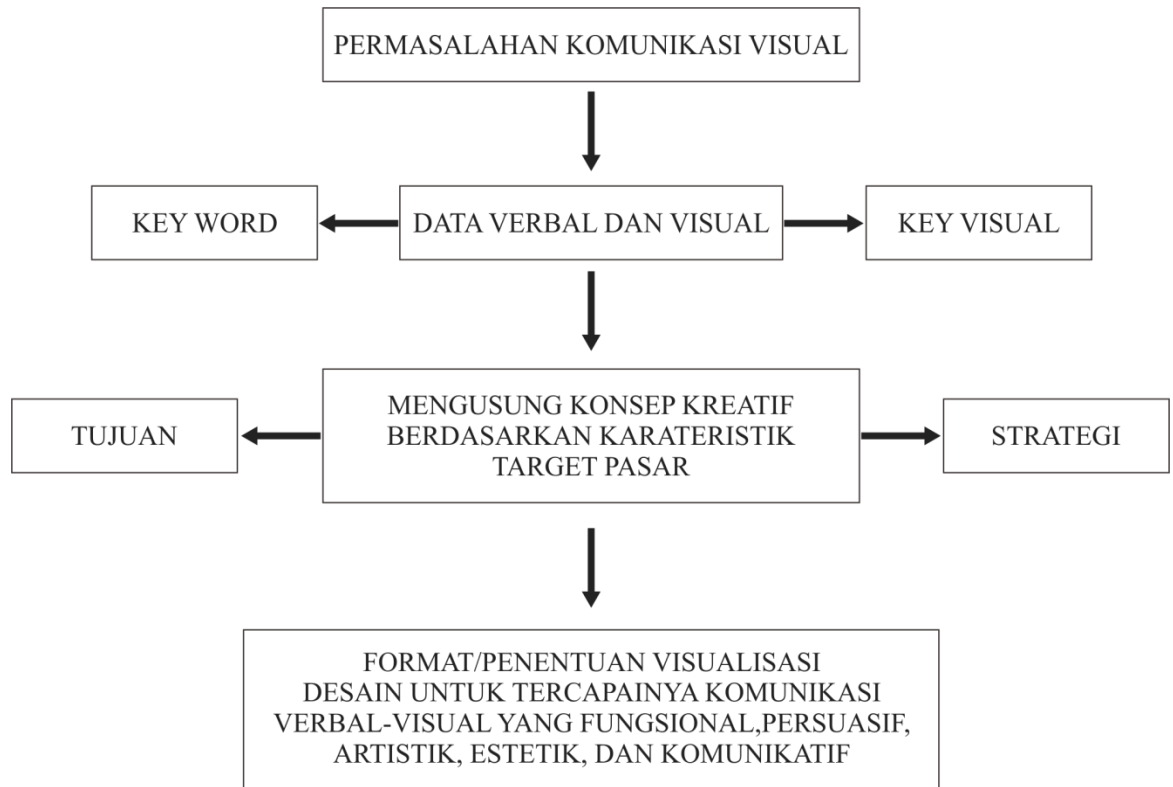 PERMASALAHAN KOMUNIKASI VISUAL
KEY WORD
DATA VERBAL DAN VISUAL
KEY VISUAL
TUJUAN
MENGUSUNG KONSEP KREATIF
BERDASARKAN KARATERISTIK
TARGET PASAR
STRATEGI
FORMAT/PENENTUAN VISUALISASI
DESAIN UNTUK TERCAPAINYA KOMUNIKASI
VERBAL-VISUAL YANG FUNGSIONAL,PERSUASIF,
ARTISTIK, ESTETIK, DAN KOMUNIKATIF